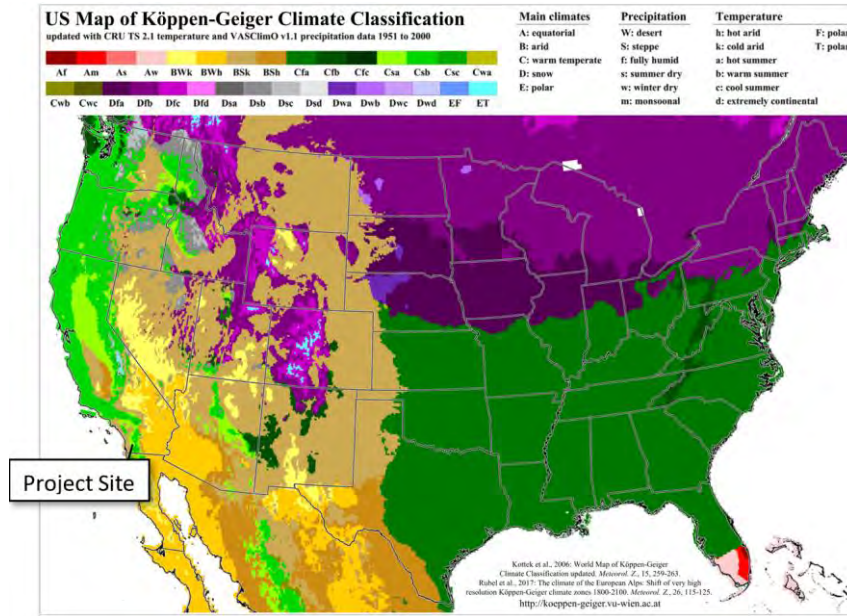 US Map of Köppen-Geiger Climate Classification
updated with CRU TS 2.1 temperature and VASClimO v1.1 precipitation data 1951 to 2000
Af Am As Aw BWk BWh BSk BSh Cfa Cfb Cfc Csa Csb Csc Cwa
Cwb Cwc Dfa Dfb Dfc Dfd Dsa Dsb Dsc Dsd Dwa Dwb Dwc Dwd EF ET
Main climates
A: equatorial
B: arid
C: warm temperate
D: snow
E: polar
Precipitation
W: desert
S: steppe
f: fully humid
s: summer dry
w: winter dry
m: monsoonal
Temperature
h: hot arid
k: cold arid
a: hot summer
b: warm summer
c: cool summer
d: extremely continental
F: polar
T: polar
Project Site
Kottek et al., 2006: World Map of Köppen-Geiger
Climate Classification updated. Meteorol. Z., 15, 259-263.
Rubel et al., 2017: The climate of the European Alps: Shift of very high
resolution Köppen-Geiger climate zones 1800-2100. Meteorol. Z., 26, 115-125.
http://koeppen-geiger.vu-wien.ac.at